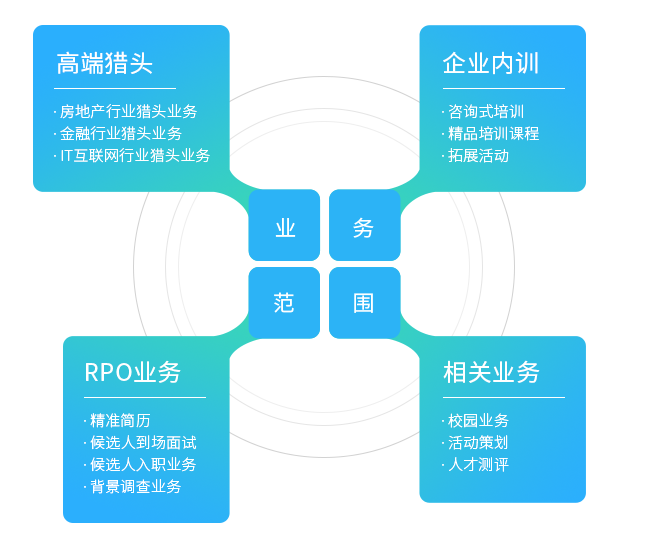 高端猎头
· 房地产行业猎头业务
· 金融行业猎头业务
· IT互联网行业猎头业务
企业内训
· 咨询式培训
· 精品培训课程
· 拓展活动
业 务
范 围
RPO业务
· 精准简历
· 候选人到场面试
· 候选人入职业务
· 背景调查业务
相关业务
· 校园业务
· 活动策划
· 人才测评